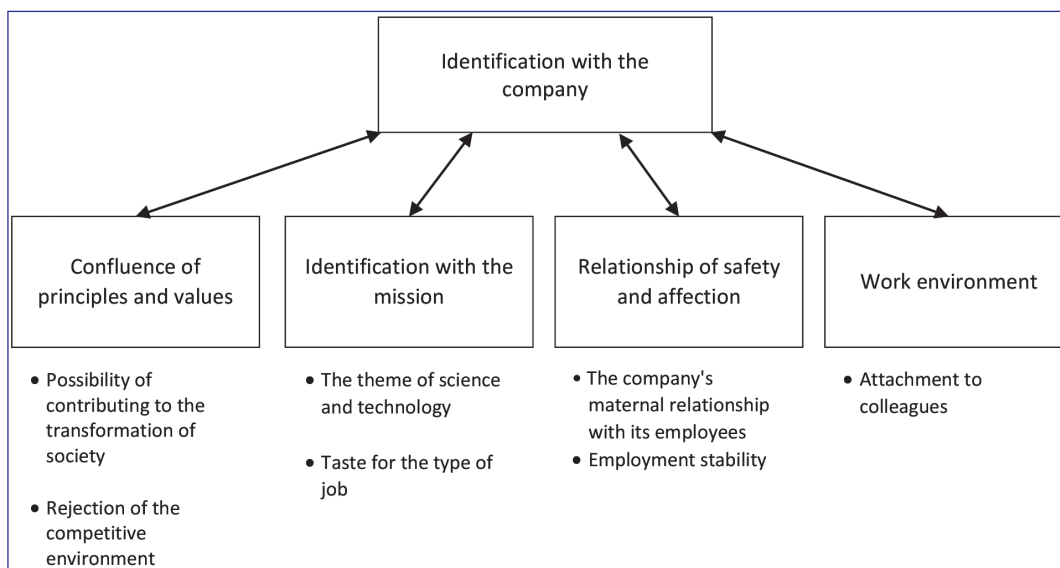 Identification with the
company
Confluence of
principles and values
Identification with the
mission
Relationship of safety
and affection
Work environment
• Possibility of
contributing to the
transformation of
society
• Rejection of the
competitive
environment
• The theme of science
and technology
• Taste for the type of
job
• The company's
maternal relationship
with its employees
• Employment stability
• Attachment to
colleagues